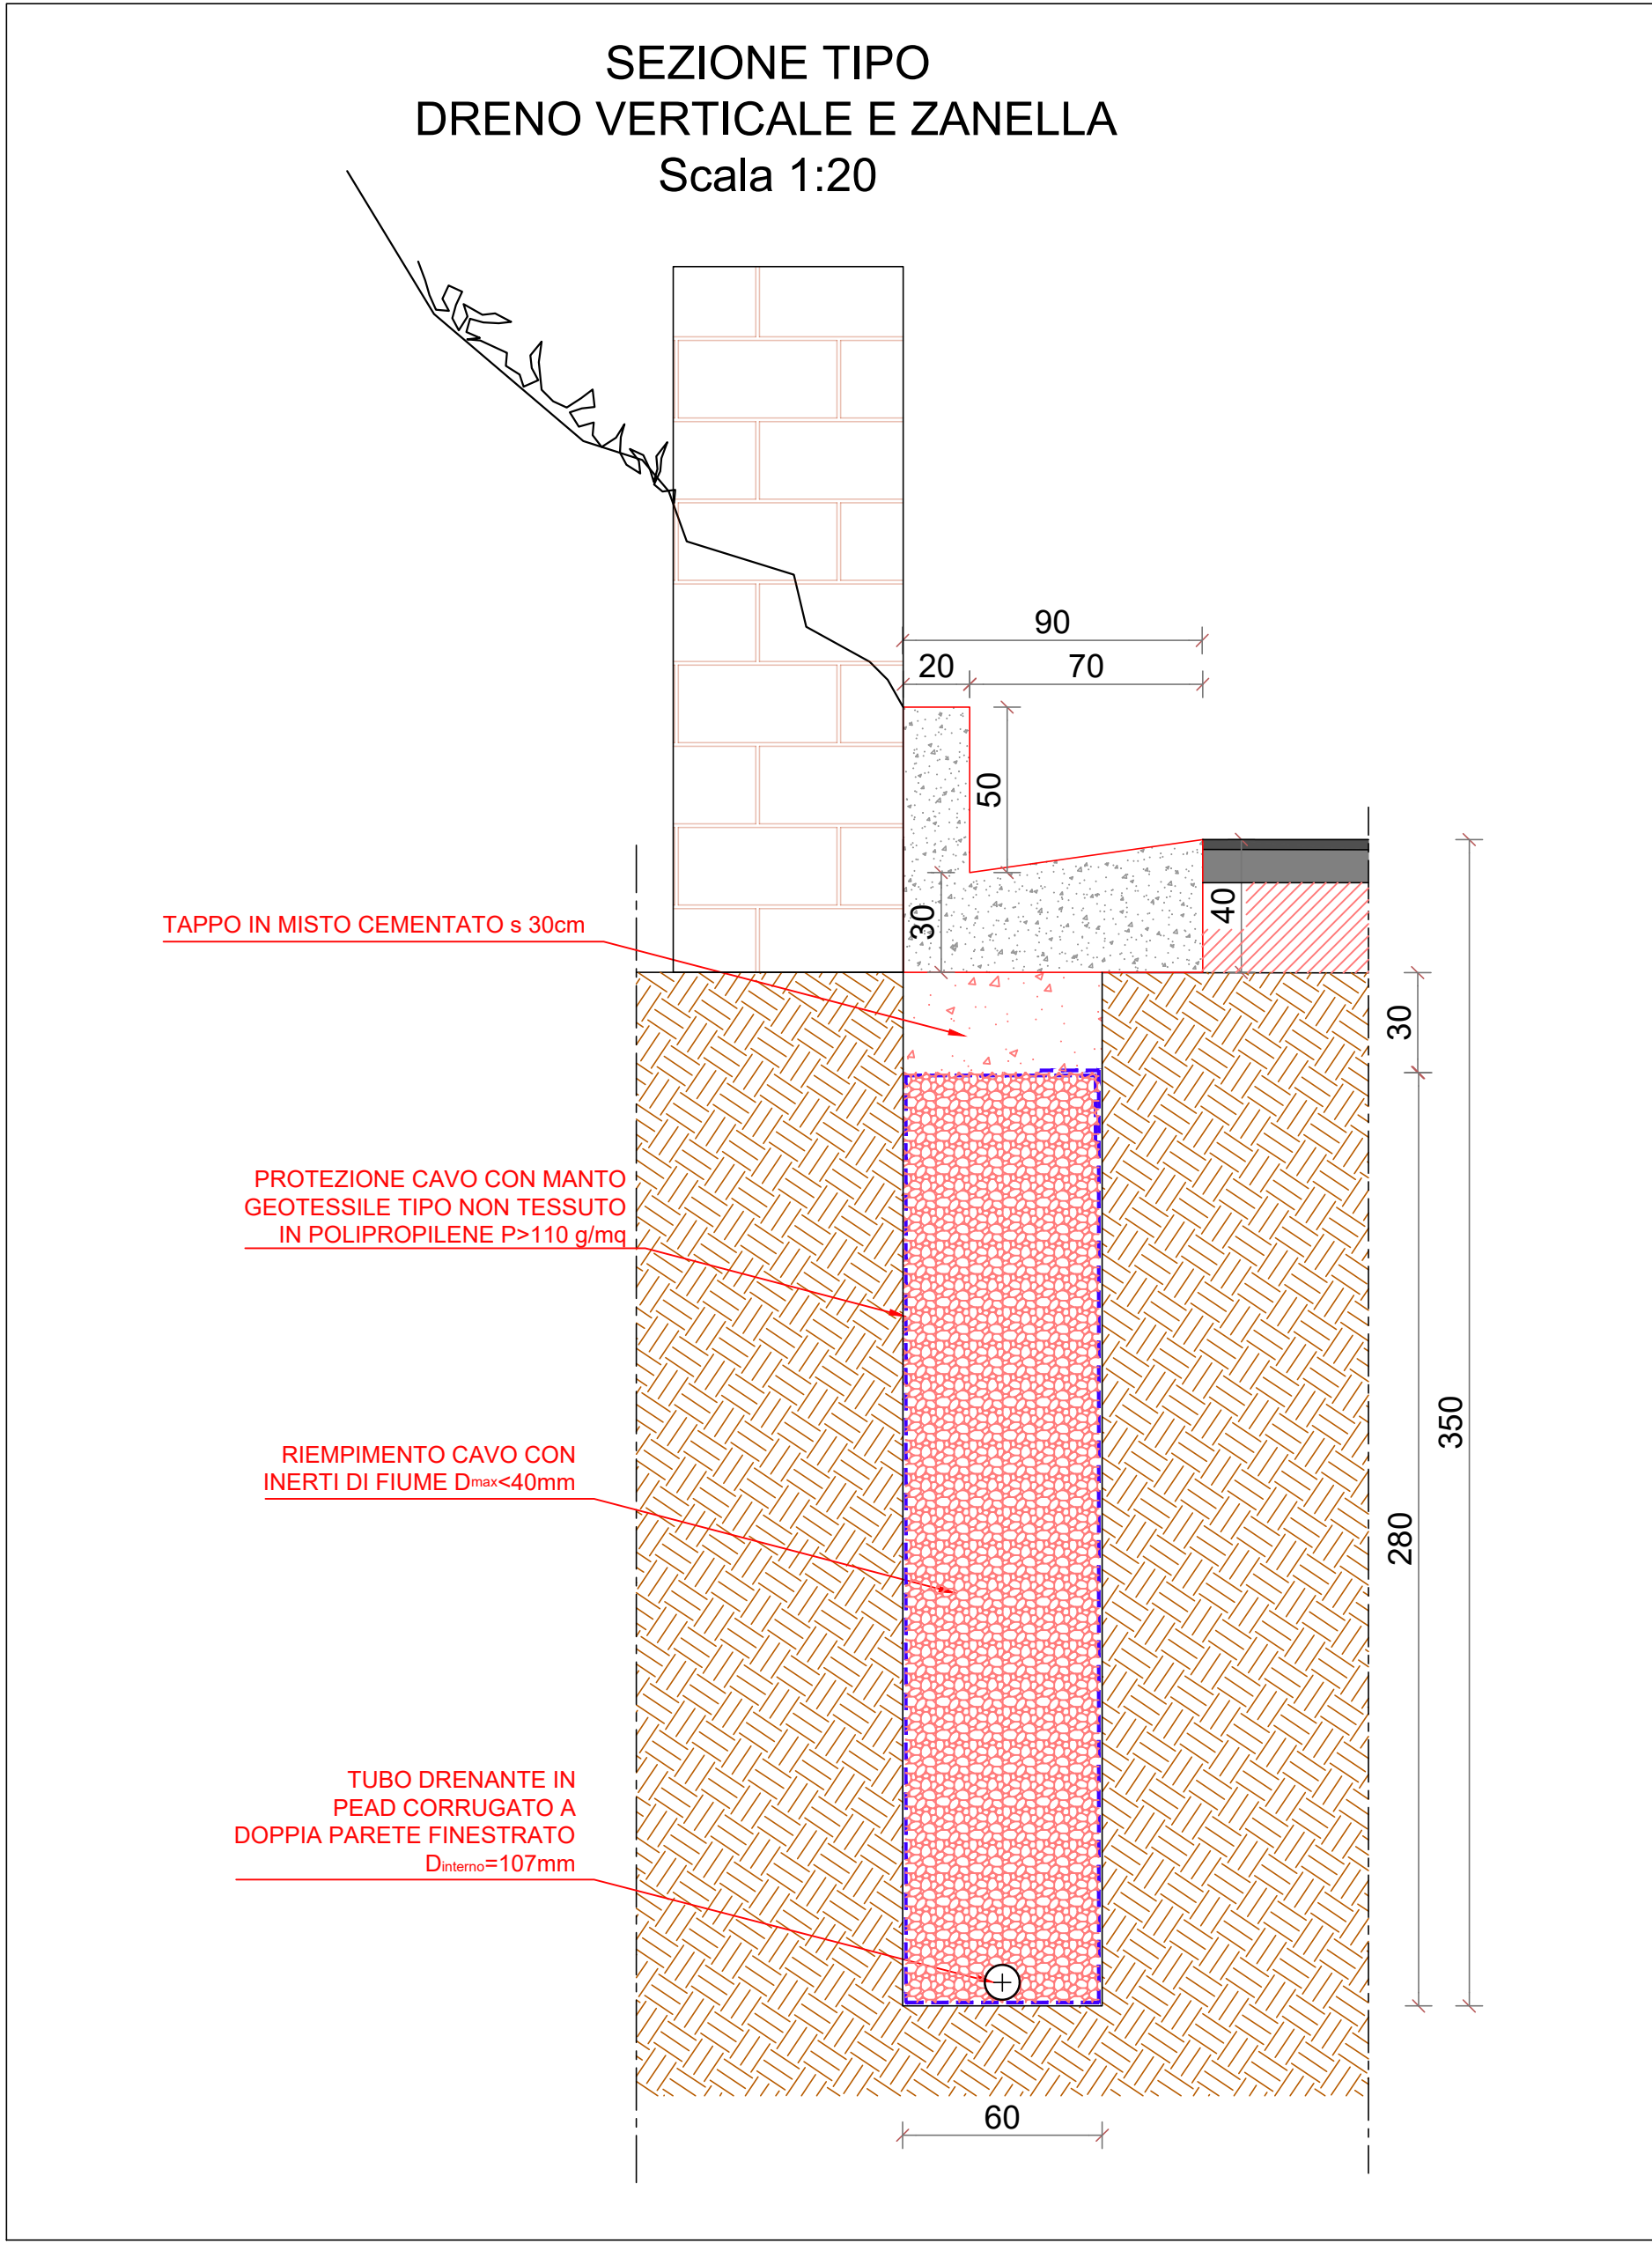 SEZIONE TIPO
DRENO VERTICALE E ZANELLA
Scala 1:20
90
20
70
50
30
40
TAPPO IN MISTO CEMENTATO s 30cm
30
PROTEZIONE CAVO CON MANTO
GEOTESSILE TIPO NON TESSUTO
IN POLIPROPILENE P>110 g/mq
350
RIEMPIMENTO CAVO CON
INERTI DI FIUME Dmax<40mm
280
TUBO DRENANTE IN
PEAD CORRUGATO A
DOPPIA PARETE FINESTRATO
Dinterno=107mm
60